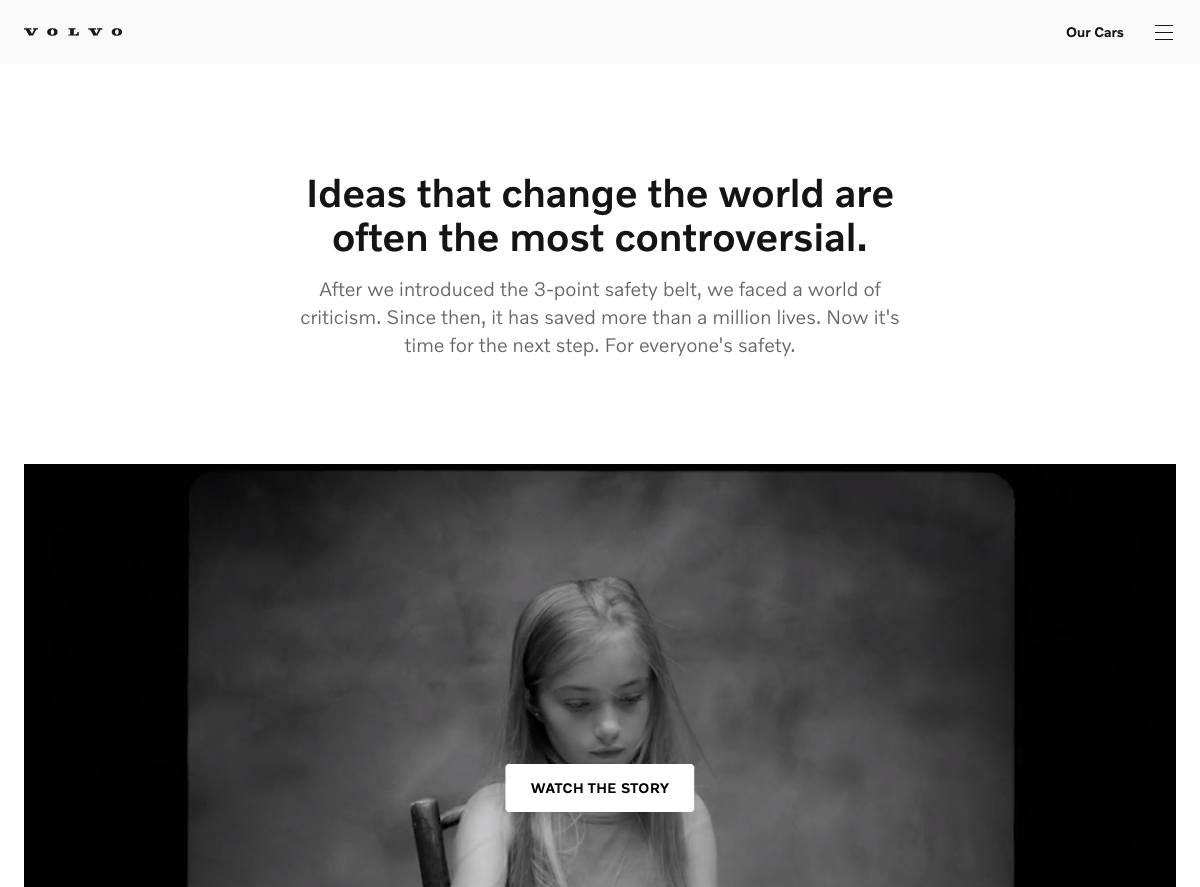 VOLVO
Our Cars
Ideas that change the world are
often the most controversial.
After we introduced the 3-point safety belt, we faced a world of
criticism. Since then, it has saved more than a million lives. Now it's
time for the next step. For everyone's safety.
WATCH THE STORY